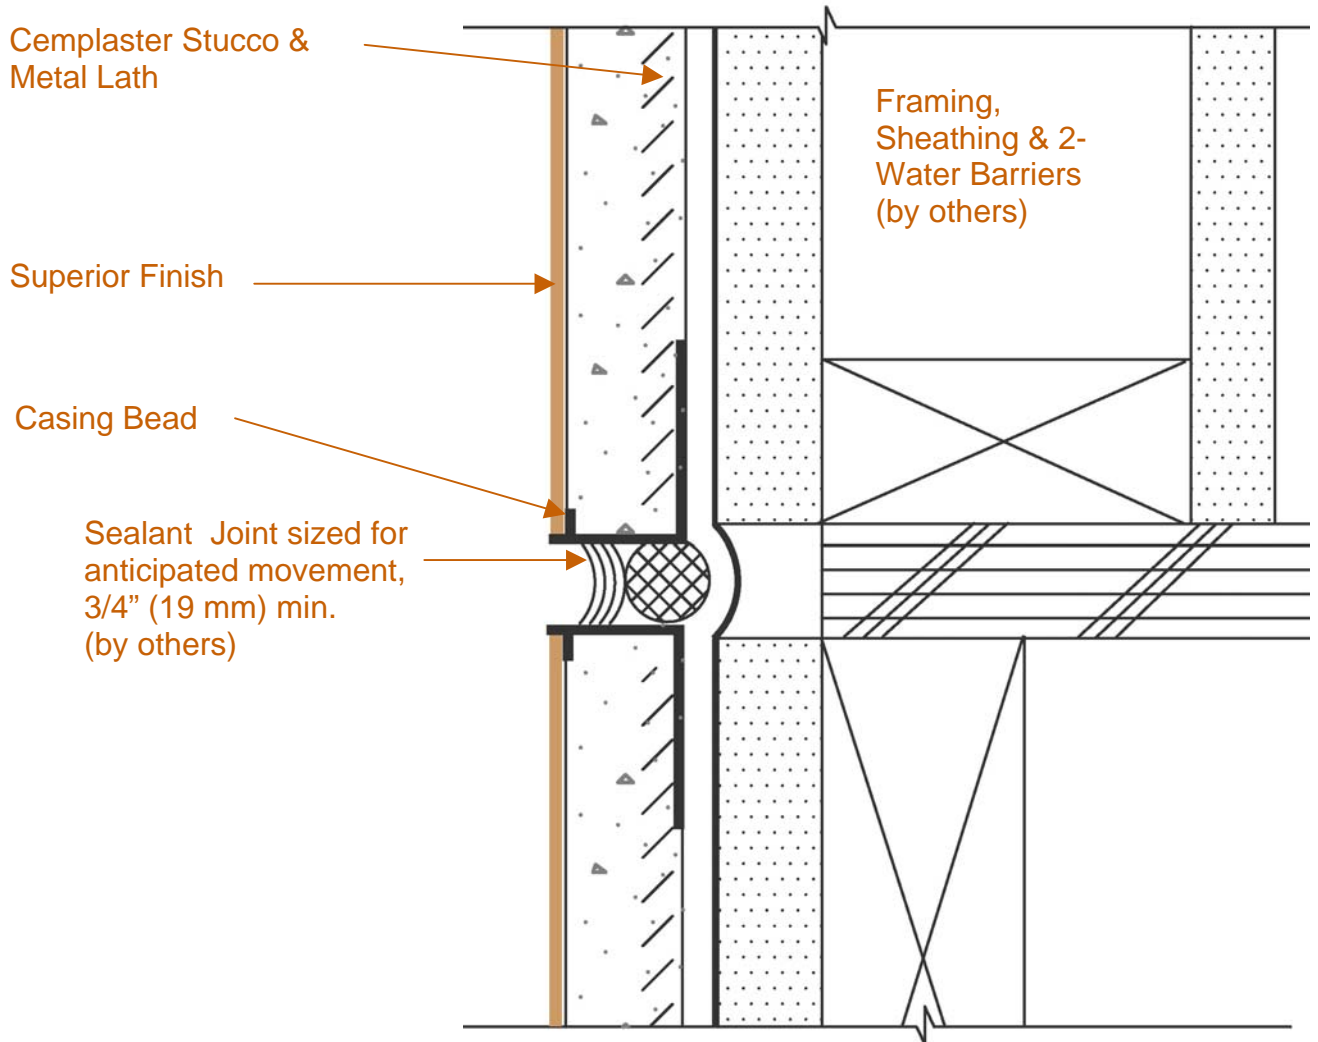 Cemplaster Stucco &
Metal Lath
Framing,
Sheathing & 2-
Water Barriers
(by others)
Superior Finish
Casing Bead
Sealant  Joint sized for
anticipated movement,
3/4” (19 mm) min.
(by others)